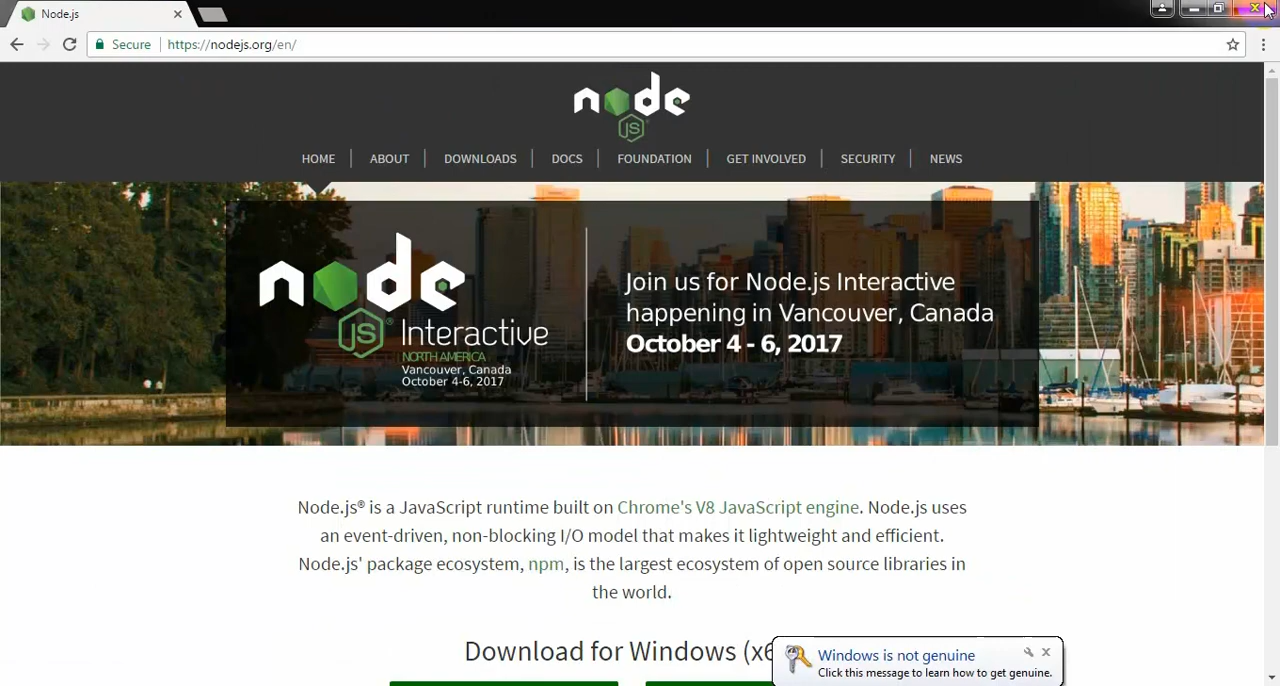 Node.js
Secure
https://nodejs.org/en/
node
JS
HOME
ABOUT
DOWNLOADS
DOCS
FOUNDATION
GET INVOLVED
SECURITY
NEWS
node
JS Interactive
NORTH AMERICA
Vancouver, Canada
October 4-6, 2017
Join us for Node.js Interactive
happening in Vancouver, Canada
October 4 - 6, 2017
Node.js® is a JavaScript runtime built on Chrome's V8 JavaScript engine. Node.js uses
an event-driven, non-blocking I/O model that makes it lightweight and efficient.
Node.js' package ecosystem, npm, is the largest ecosystem of open source libraries in
the world.
Download for Windows (x6
Windows is not genuine
Click this message to learn how to get genuine.